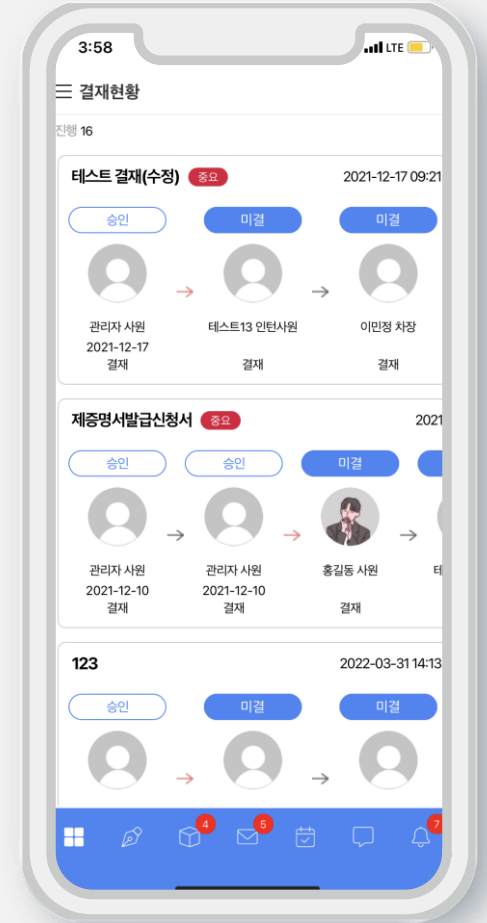 3:58 LTE
결재현황
진행 16
테스트 결재(수정) 중요 2021-12-17 09:21
승인 미결 미결
관리자 사원 테스트13 인턴사원 이민정 차장
2021-12-17
결재 결재 결재
제증명서발급신청서 중요 2021
승인 승인 미결
관리자 사원 관리자 사원 홍길동 사원 테
2021-12-10 2021-12-10
결재 결재 결재
123 2022-03-31 14:13
승인 미결 미결
4 5 7